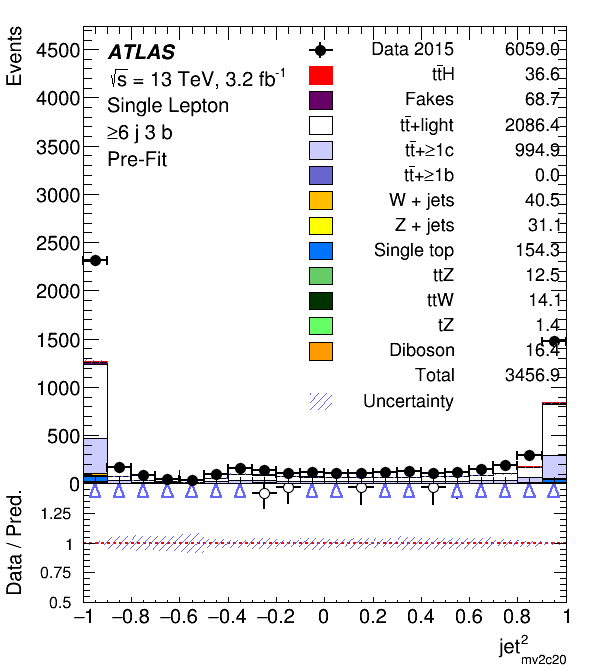 Events
4500
4000
3500
3000
2500
2000
1500
1000
500
0
ATLAS
√s = 13 TeV, 3.2 fb⁻¹
Single Lepton
≥6 j 3 b
Pre-Fit
Data 2015 6059.0
tt̄H 36.6
Fakes 68.7
tt̄+light 2086.4
tt̄+≥1c 994.9
tt̄+≥1b 0.0
W + jets 40.5
Z + jets 31.1
Single top 154.3
ttZ 12.5
ttW 14.1
tZ 1.4
Diboson 16.4
Total 3456.9
Uncertainty
Data / Pred.
1.25
1
0.75
0.5
−1 −0.8 −0.6 −0.4 −0.2 0 0.2 0.4 0.6 0.8 1
jet²mv2c20